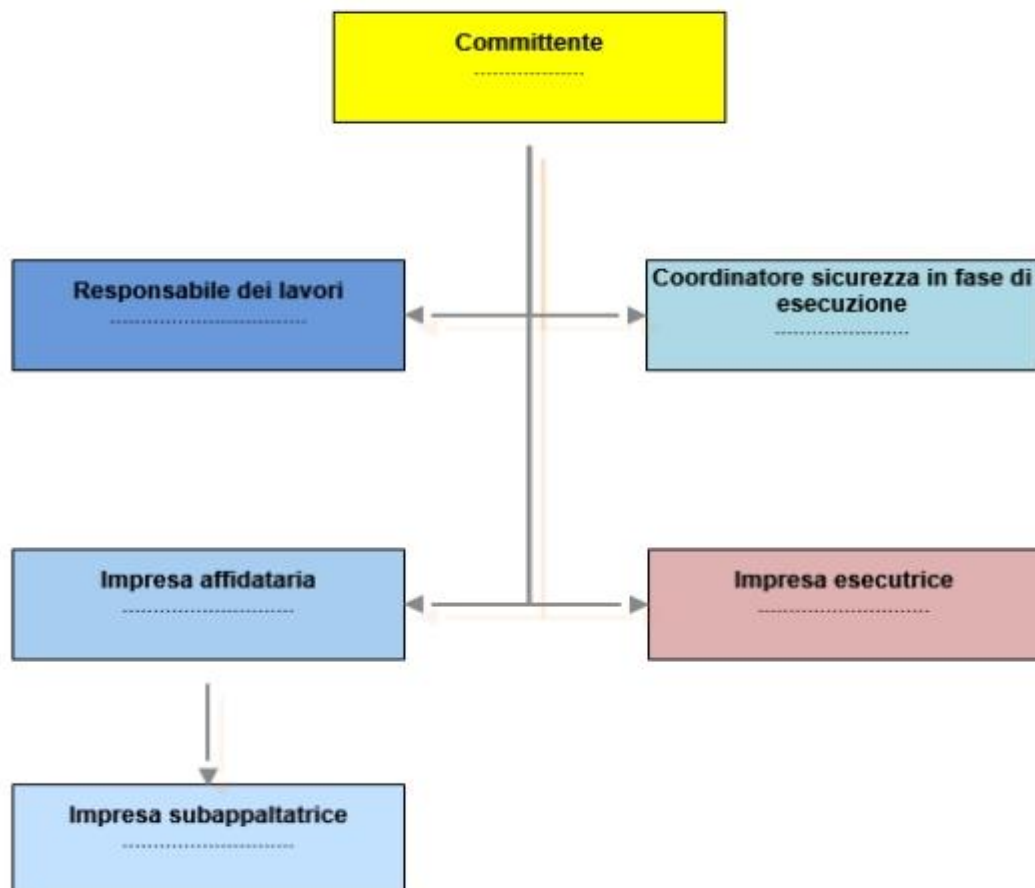 Committente
..................
Responsabile dei lavori
................................
Coordinatore sicurezza in fase di
esecuzione
......................
Impresa affidataria
............................
Impresa esecutrice
............................
Impresa subappaltatrice
............................